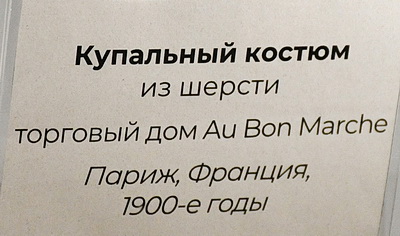 Купальный костюм
из шерсти
торговый дом Au Bon Marche
Париж, Франция,
1900-е годы